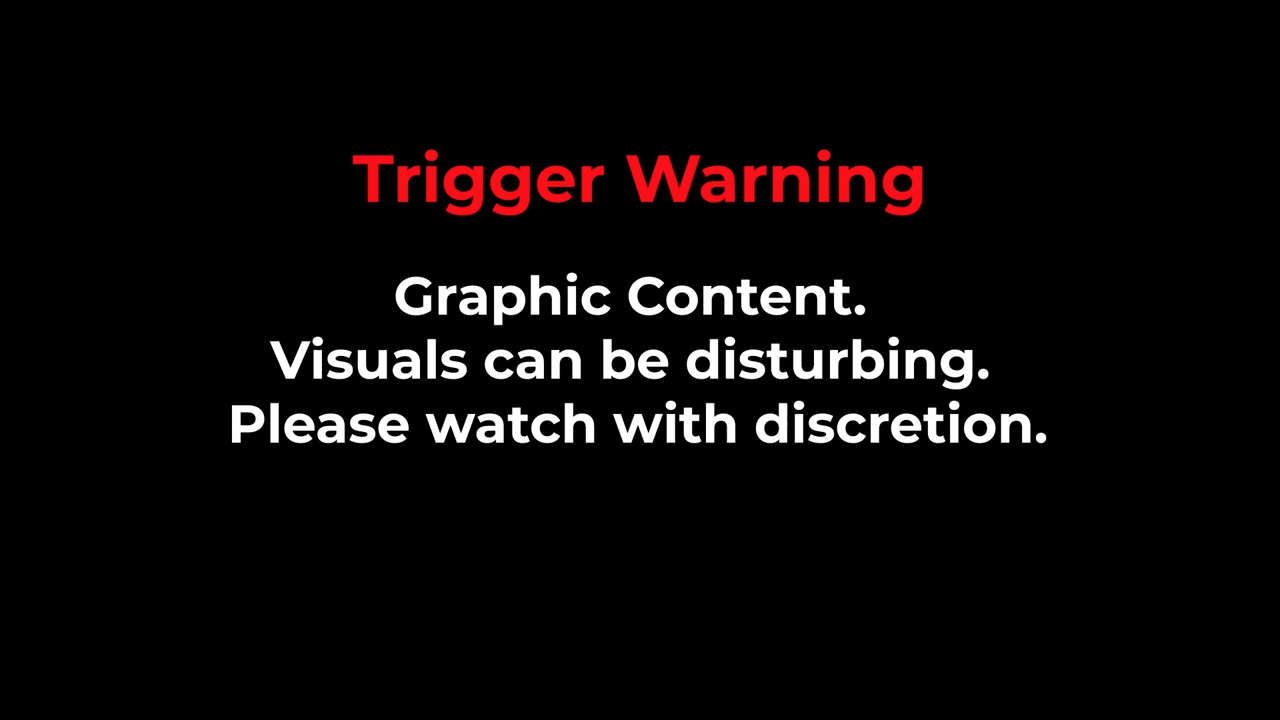 Trigger Warning
Graphic Content.
Visuals can be disturbing.
Please watch with discretion.